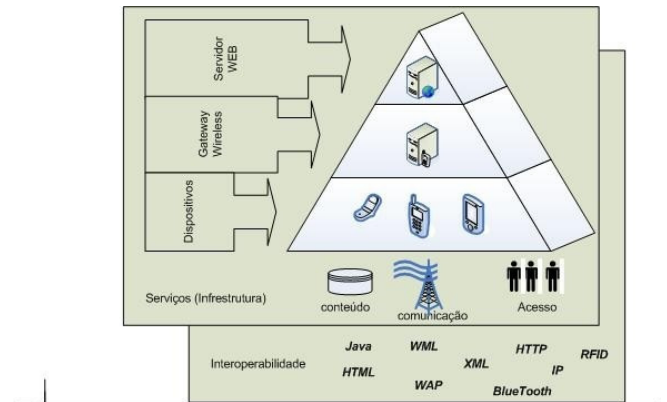 Servidor
WEB
Gateway
Wireless
Dispositivos
Serviços (Infrestrutura)
conteúdo
comunicação
Acesso
Interoperabilidade
Java
WML
HTTP
RFID
HTML
XML
IP
WAP
BlueTooth